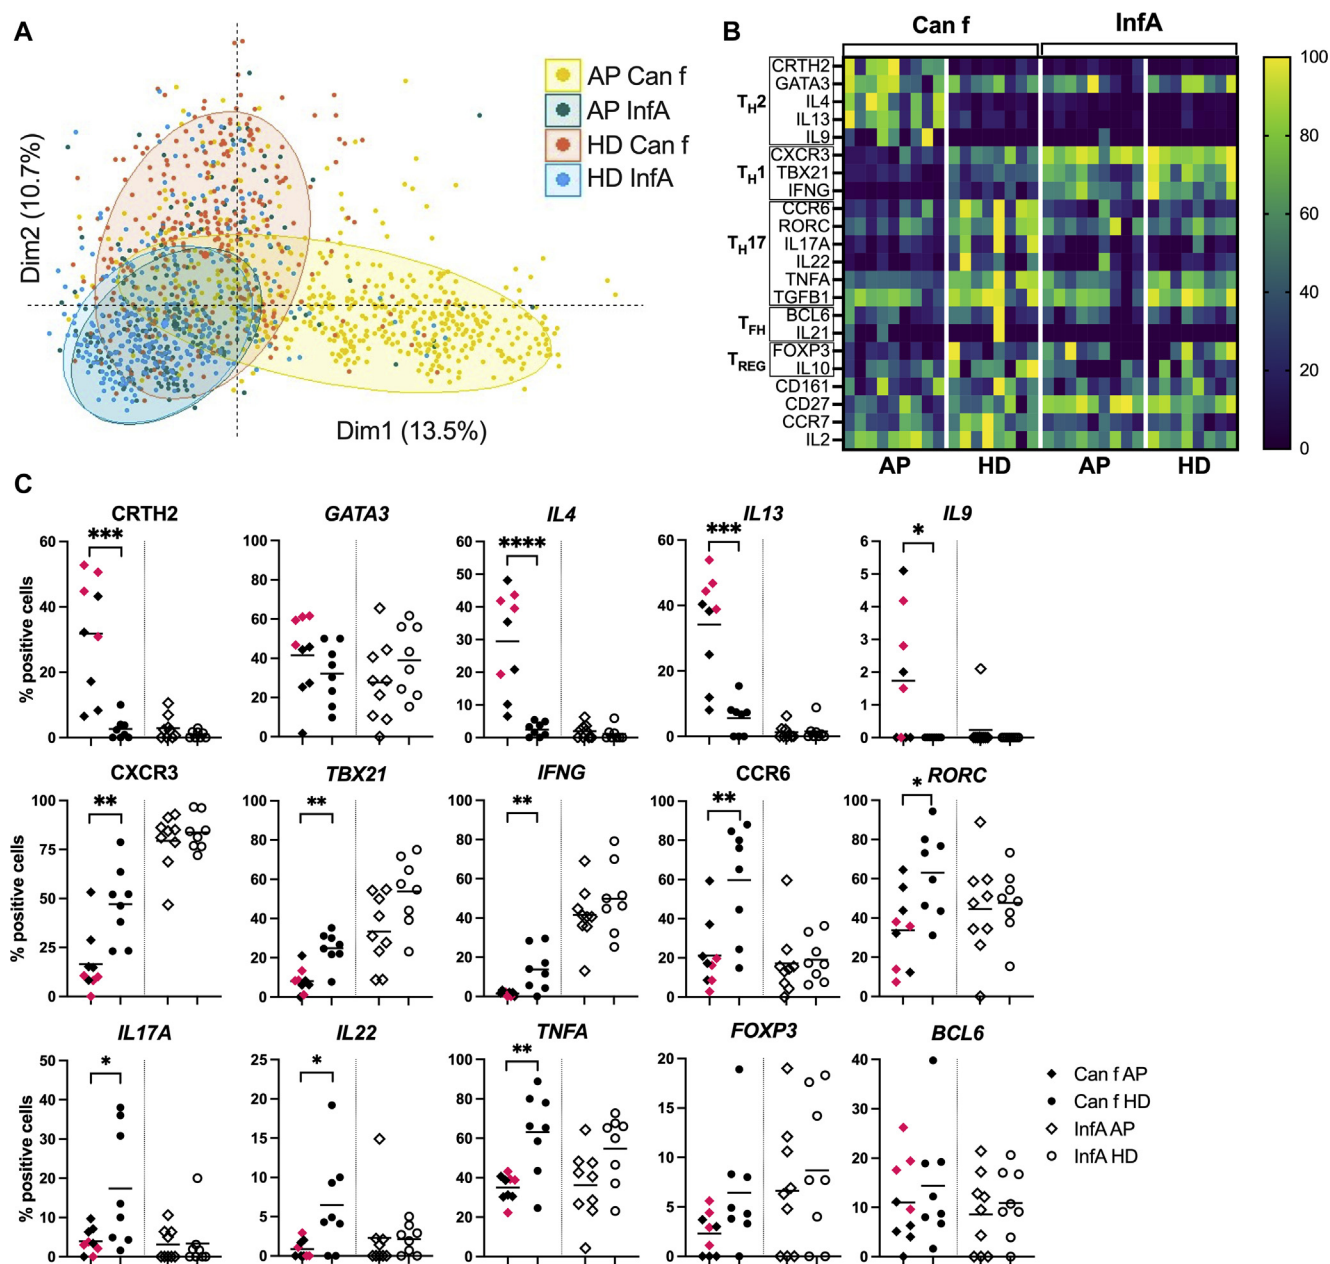 A
Dim2 (10.7%)
Dim1 (13.5%)
AP Can f
AP InfA
HD Can f
HD InfA
B
Can f InfA
TH2
CRTH2
GATA3
IL4
IL13
IL9
TH1
CXCR3
TBX21
IFNG
TH17
CCR6
RORC
IL17A
IL22
TNFA
TGFB1
TFH
BCL6
IL21
TREG
FOXP3
IL10
CD161
CD27
CCR7
IL2
AP HD AP HD
100
80
60
40
20
0
C
CRTH2 GATA3 IL4 IL13 IL9
*** **** *** *
% positive cells
60 40 20 0
100 80 60 40 20 0
60 50 40 30 20 10 0
60 40 20 0
6 5 4 3 2 1 0
CXCR3 TBX21 IFNG CCR6 RORC
** ** ** ** *
% positive cells
100 75 50 25 0
100 80 60 40 20 0
100 80 60 40 20 0
100 80 60 40 20 0
100 80 60 40 20 0
IL17A IL22 TNFA FOXP3 BCL6
* * **
% positive cells
50 40 30 20 10 0
25 20 15 10 5 0
100 80 60 40 20 0
20 15 10 5 0
40 30 20 10 0
Can f AP
Can f HD
InfA AP
InfA HD